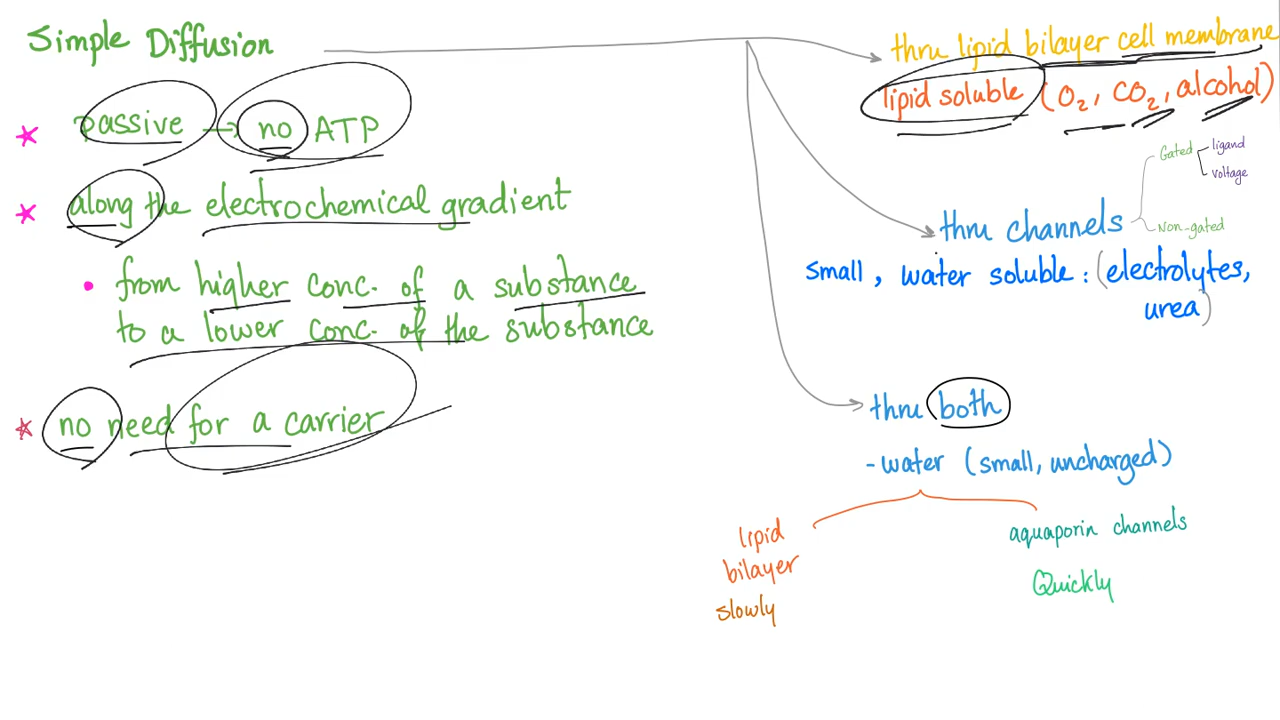 Simple Diffusion
* passive → no ATP
* along the electrochemical gradient
• from higher conc. of a substance
to a lower conc. of the substance
* no need for a carrier
thru lipid bilayer cell membrane
lipid soluble (O₂, CO₂, alcohol)
thru channels
Gated
ligand
voltage
Non-gated
small, water soluble: (electrolytes,
urea)
thru both
- water (small, uncharged)
lipid
bilayer
slowly
aquaporin channels
Quickly